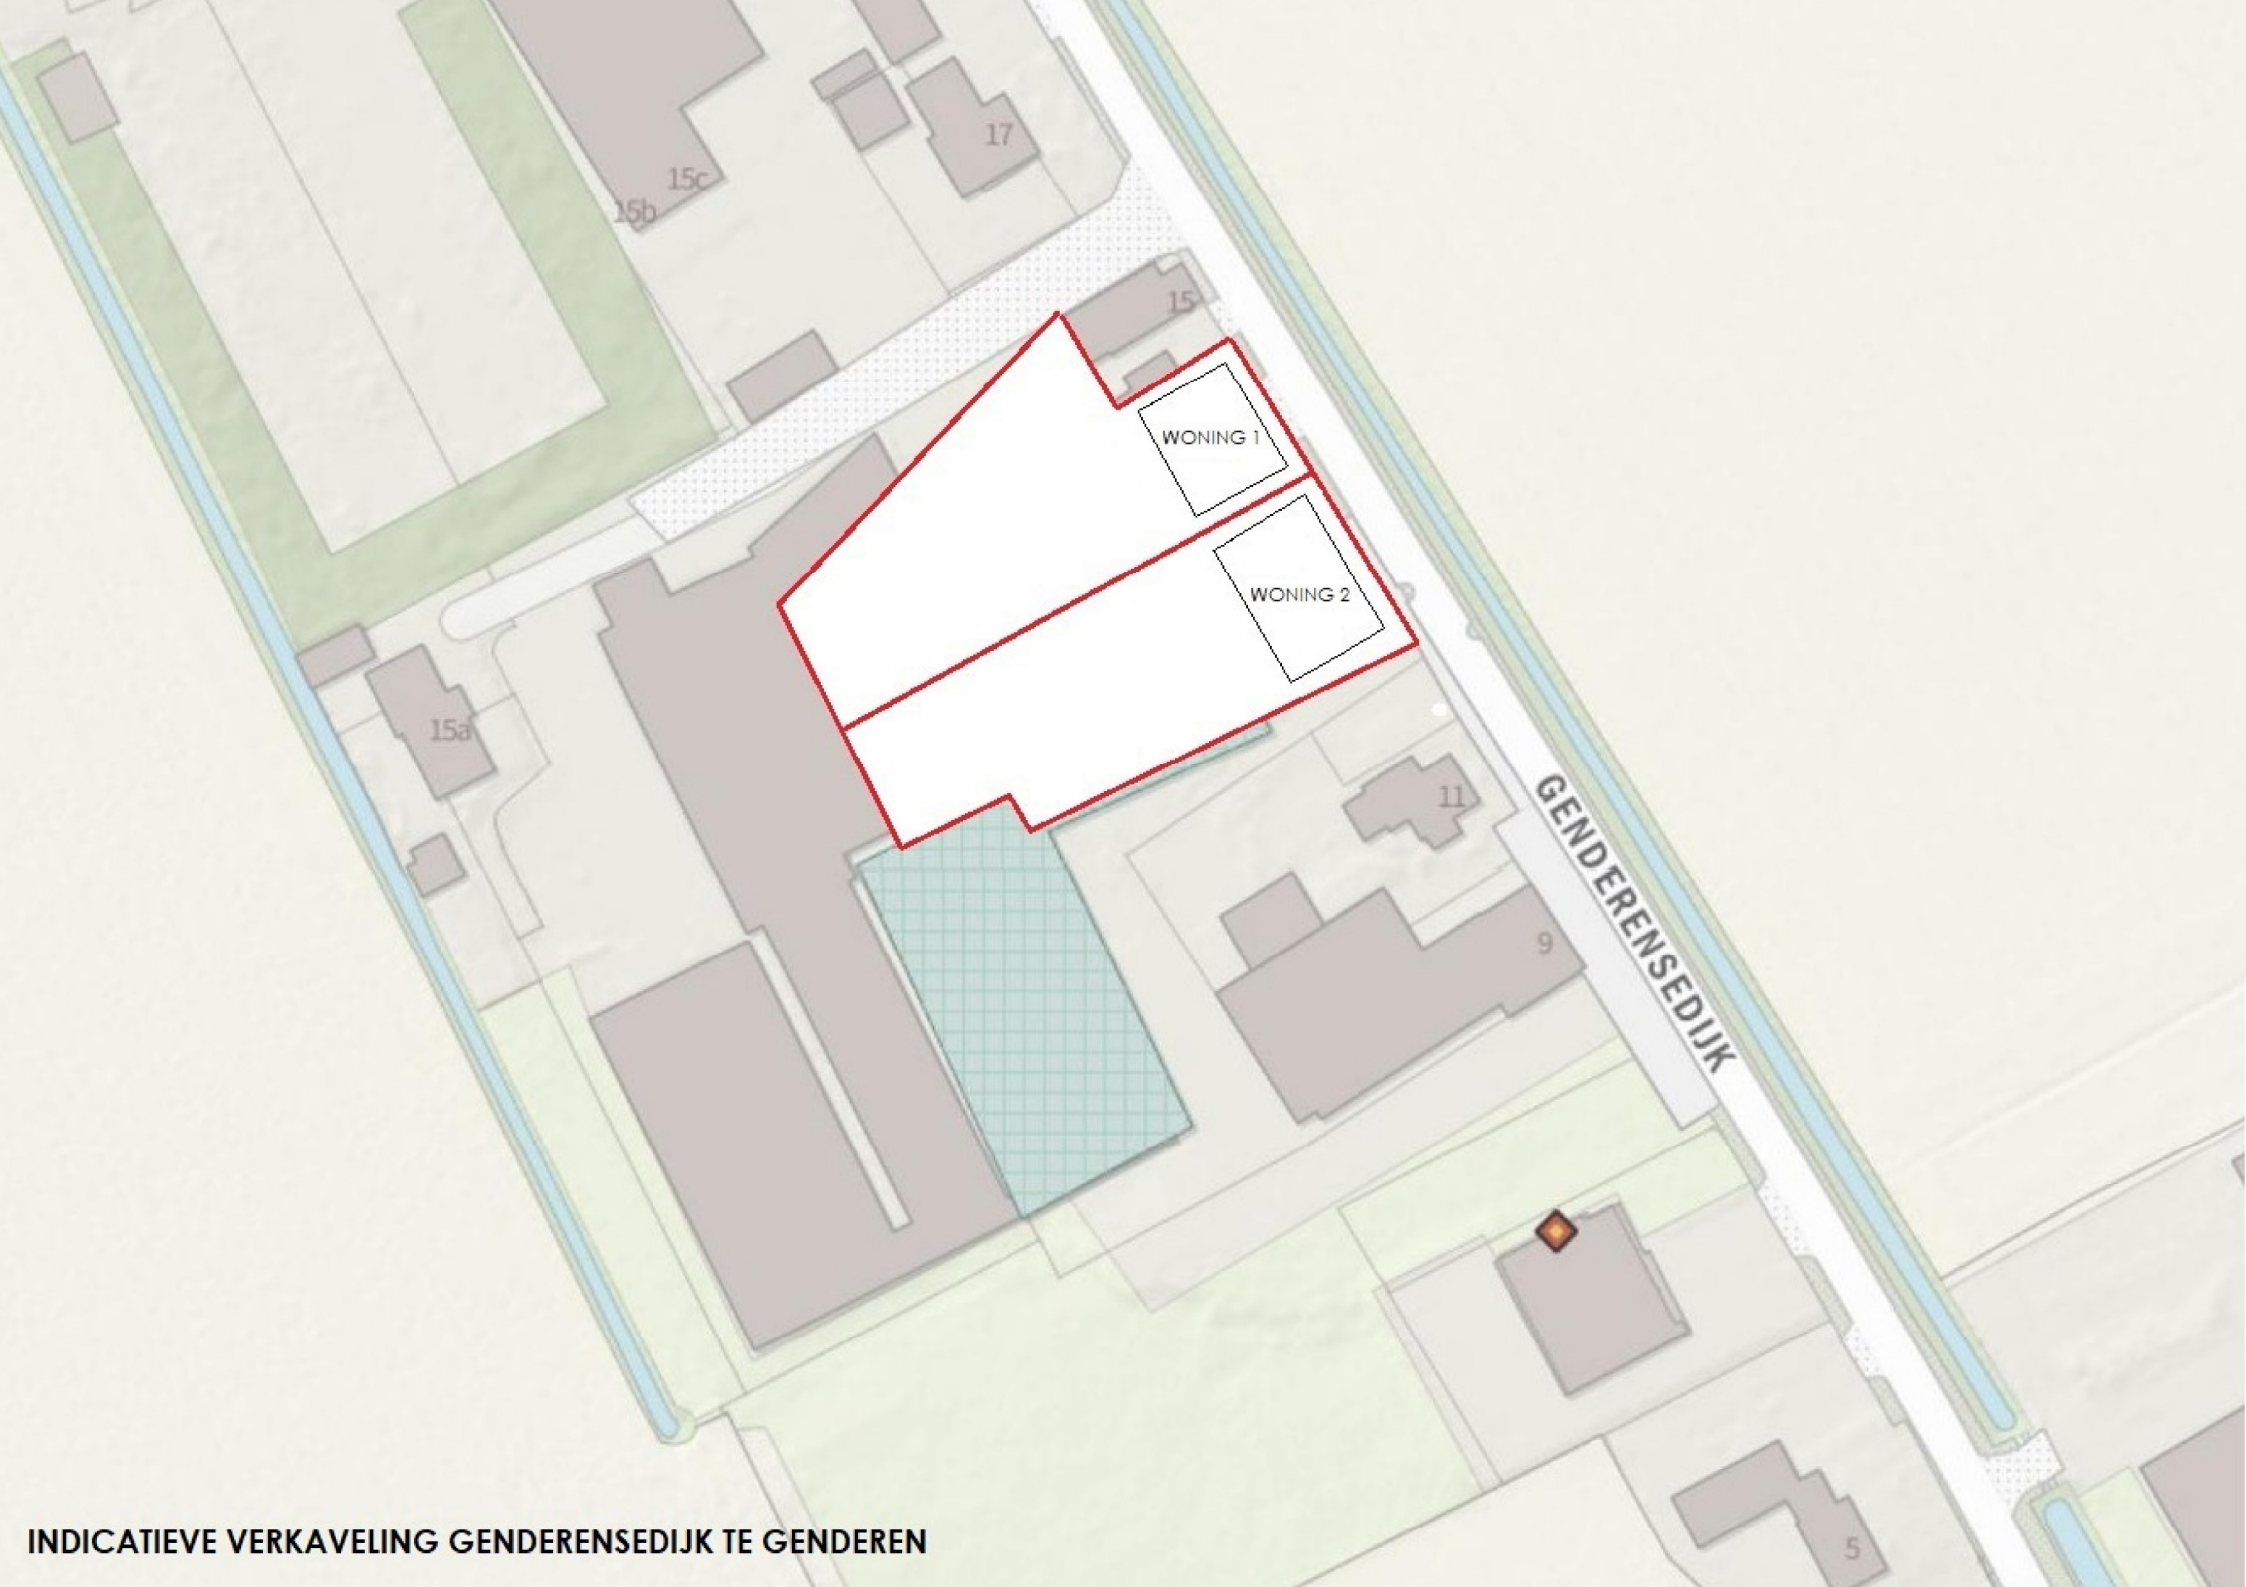 17
15c
15b
15
WONING 1
WONING 2
15a
11
GENDERENSEDIJK
9
INDICATIEVE VERKAVELING GENDERENSEDIJK TE GENDEREN
5